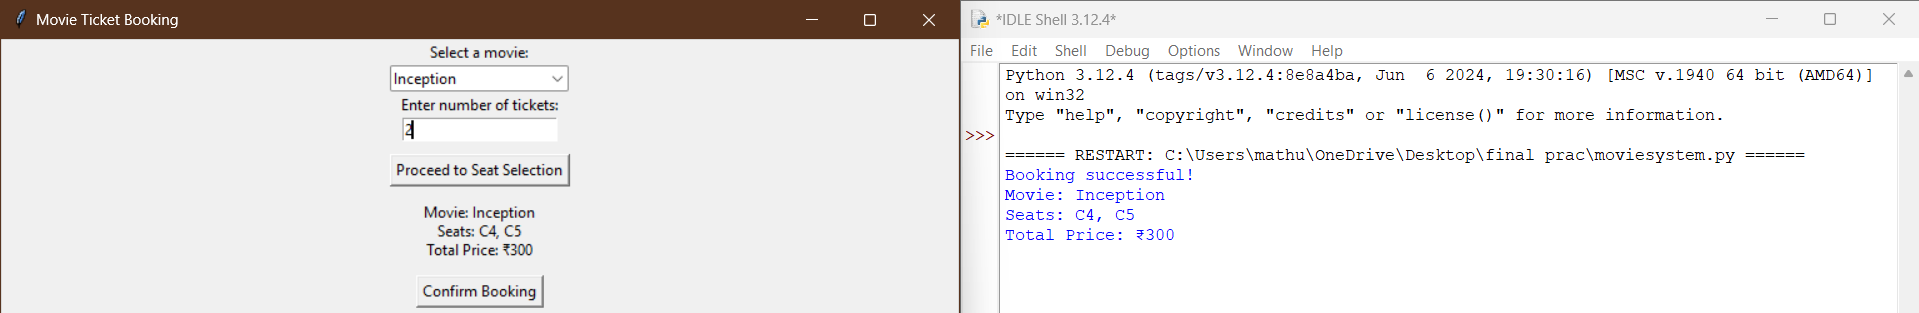 Movie Ticket Booking
Select a movie:
Inception
Enter number of tickets:
2
Proceed to Seat Selection
Movie: Inception
Seats: C4, C5
Total Price: ₹300
Confirm Booking
*IDLE Shell 3.12.4*
File Edit Shell Debug Options Window Help
Python 3.12.4 (tags/v3.12.4:8e8a4ba, Jun  6 2024, 19:30:16) [MSC v.1940 64 bit (AMD64)]
on win32
Type "help", "copyright", "credits" or "license()" for more information.
>>>
====== RESTART: C:\Users\mathu\OneDrive\Desktop\final prac\moviesystem.py ======
Booking successful!
Movie: Inception
Seats: C4, C5
Total Price: ₹300